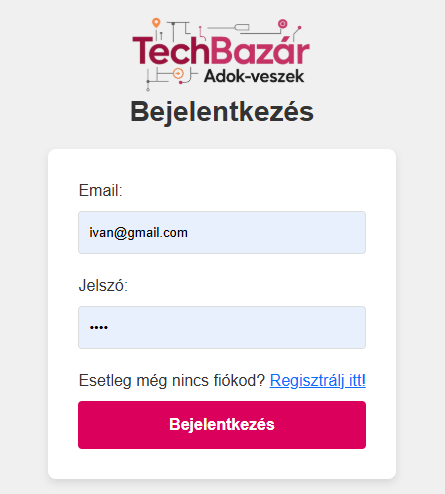 TechBazár
Adok-veszek
Bejelentkezés
Email:
ivan@gmail.com
Jelszó:
••••
Esetleg még nincs fiókod? Regisztrálj itt!
Bejelentkezés